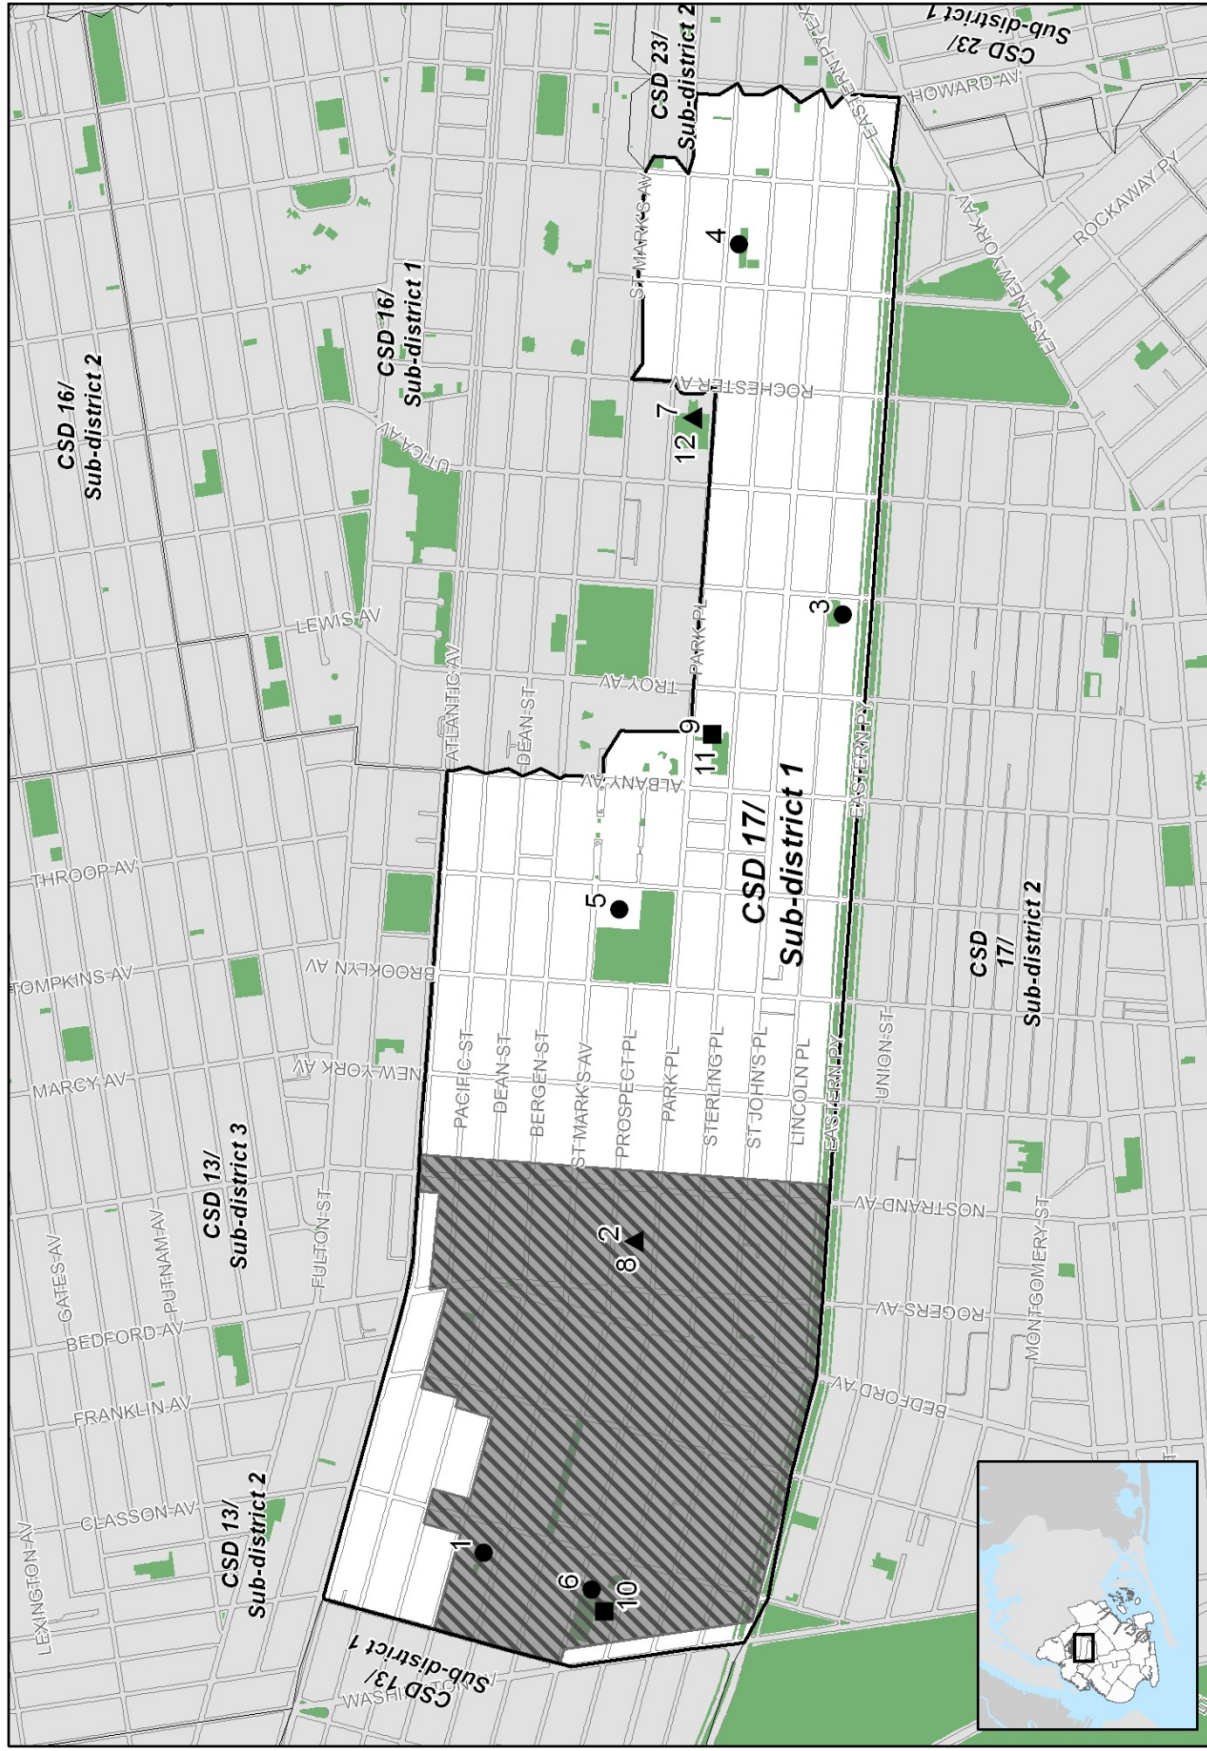 LEXINGTON AV
GATES AV
PUTNAM AV
MARCY AV
TOMPKINS AV
THROOP AV
CSD 16/
Sub-district 2
CLASSON AV
FRANKLIN AV
BEDFORD AV
CSD 13/
Sub-district 2
CSD 13/
Sub-district 3
FULTON ST
NEW YORK AV
BROOKLYN AV
LEWIS AV
UTICA AV
CSD 16/
Sub-district 1
CSD 13/
Sub-district 1
ATLANTIC AV
DEAN ST
ALBANY AV
TROY AV
ST MARK'S AV
CSD 23/
Sub-district 2
PACIFIC ST
DEAN ST
BERGEN ST
ST MARK'S AV
PROSPECT PL
PARK PL
STERLING PL
ST JOHN'S PL
LINCOLN PL
EASTERN PY
PARK PL
ROCHESTER AV
1
6
10
2
8
5
9
11
7
12
4
3
CSD 17/
Sub-district 1
EASTERN PY
EASTERN PY EX
HOWARD AV
CSD 23/
Sub-district 1
EAST NEW YORK AV
EAST NEW YORK AV
ROCKAWAY PY
UNION ST
NOSTRAND AV
ROGERS AV
BEDFORD AV
MONTGOMERY ST
CSD
17/
Sub-district 2